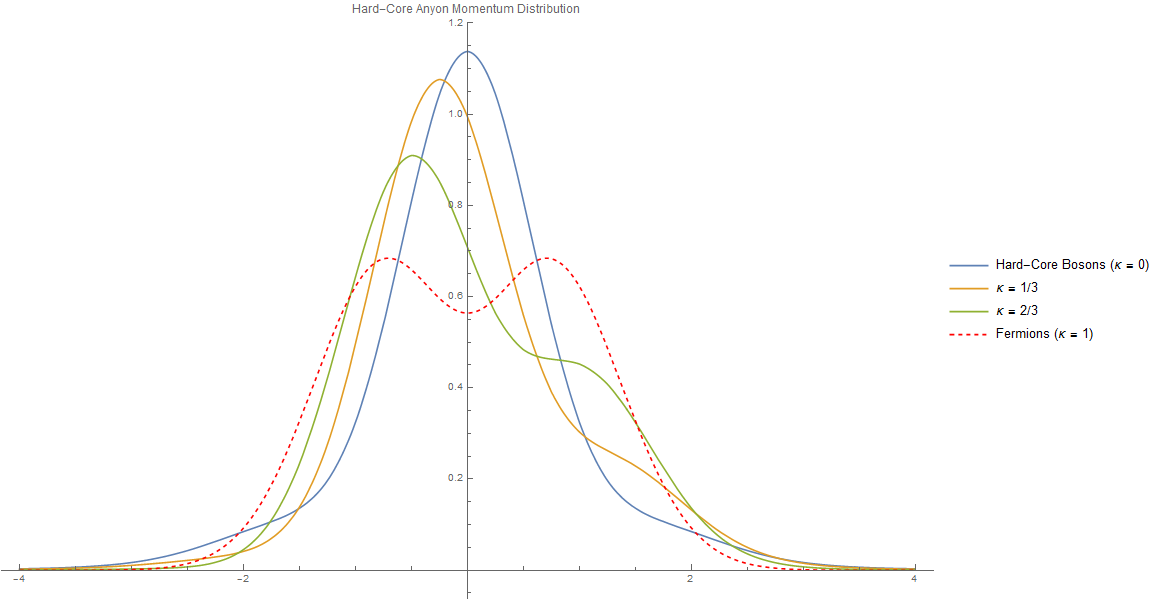 Hard-Core Anyon Momentum Distribution
1.2
1.0
0.8
0.6
0.4
0.2
-4
-2
2
4
Hard-Core Bosons (κ = 0)
κ = 1/3
κ = 2/3
Fermions (κ = 1)